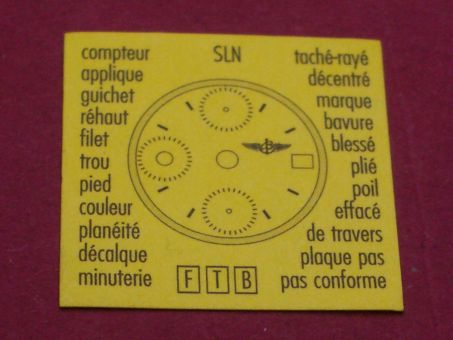 compteur SLN taché-rayé
applique décentré
guichet marque
réhaut bavure
filet blessé
trou plié
pied poil
couleur effacé
planéité de travers
décalque plaque pas
minuterie F T B pas conforme